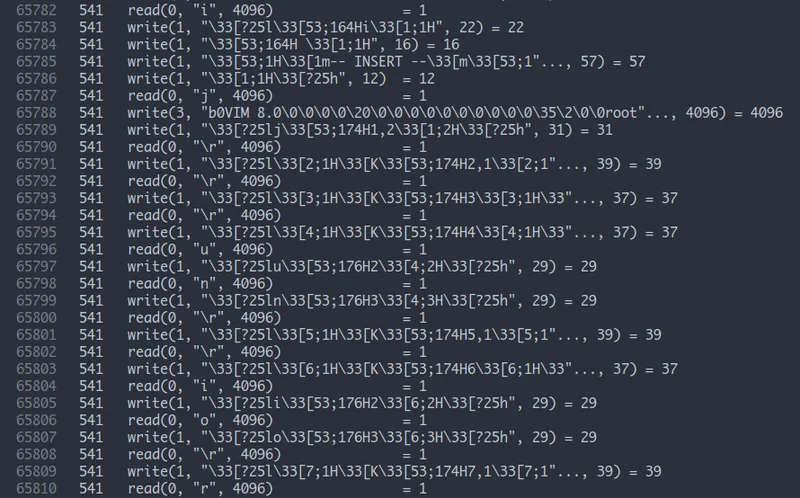 65782 541 read(0, "i", 4096) = 1
65783 541 write(1, "\33[?25l\33[53;164Hi\33[1;1H", 22) = 22
65784 541 write(1, "\33[53;164H \33[1;1H", 16) = 16
65785 541 write(1, "\33[53;1H\33[1m-- INSERT --\33[m\33[53;1"..., 57) = 57
65786 541 write(1, "\33[1;1H\33[?25h", 12) = 12
65787 541 read(0, "j", 4096) = 1
65788 541 write(3, "b0VIM 8.0\0\0\0\0\20\0\0\0\0\0\0\0\0\0\0\0\35\2\0\0root"..., 4096) = 4096
65789 541 write(1, "\33[?25lj\33[53;174H1,2\33[1;2H\33[?25h", 31) = 31
65790 541 read(0, "\r", 4096) = 1
65791 541 write(1, "\33[?25l\33[2;1H\33[K\33[53;174H2,1\33[2;1"..., 39) = 39
65792 541 read(0, "\r", 4096) = 1
65793 541 write(1, "\33[?25l\33[3;1H\33[K\33[53;174H3\33[3;1H\33"..., 37) = 37
65794 541 read(0, "\r", 4096) = 1
65795 541 write(1, "\33[?25l\33[4;1H\33[K\33[53;174H4\33[4;1H\33"..., 37) = 37
65796 541 read(0, "u", 4096) = 1
65797 541 write(1, "\33[?25lu\33[53;176H2\33[4;2H\33[?25h", 29) = 29
65798 541 read(0, "n", 4096) = 1
65799 541 write(1, "\33[?25ln\33[53;176H3\33[4;3H\33[?25h", 29) = 29
65800 541 read(0, "\r", 4096) = 1
65801 541 write(1, "\33[?25l\33[5;1H\33[K\33[53;174H5,1\33[5;1"..., 39) = 39
65802 541 read(0, "\r", 4096) = 1
65803 541 write(1, "\33[?25l\33[6;1H\33[K\33[53;174H6\33[6;1H\33"..., 37) = 37
65804 541 read(0, "i", 4096) = 1
65805 541 write(1, "\33[?25li\33[53;176H2\33[6;2H\33[?25h", 29) = 29
65806 541 read(0, "o", 4096) = 1
65807 541 write(1, "\33[?25lo\33[53;176H3\33[6;3H\33[?25h", 29) = 29
65808 541 read(0, "\r", 4096) = 1
65809 541 write(1, "\33[?25l\33[7;1H\33[K\33[53;174H7,1\33[7;1"..., 39) = 39
65810 541 read(0, "r", 4096) = 1